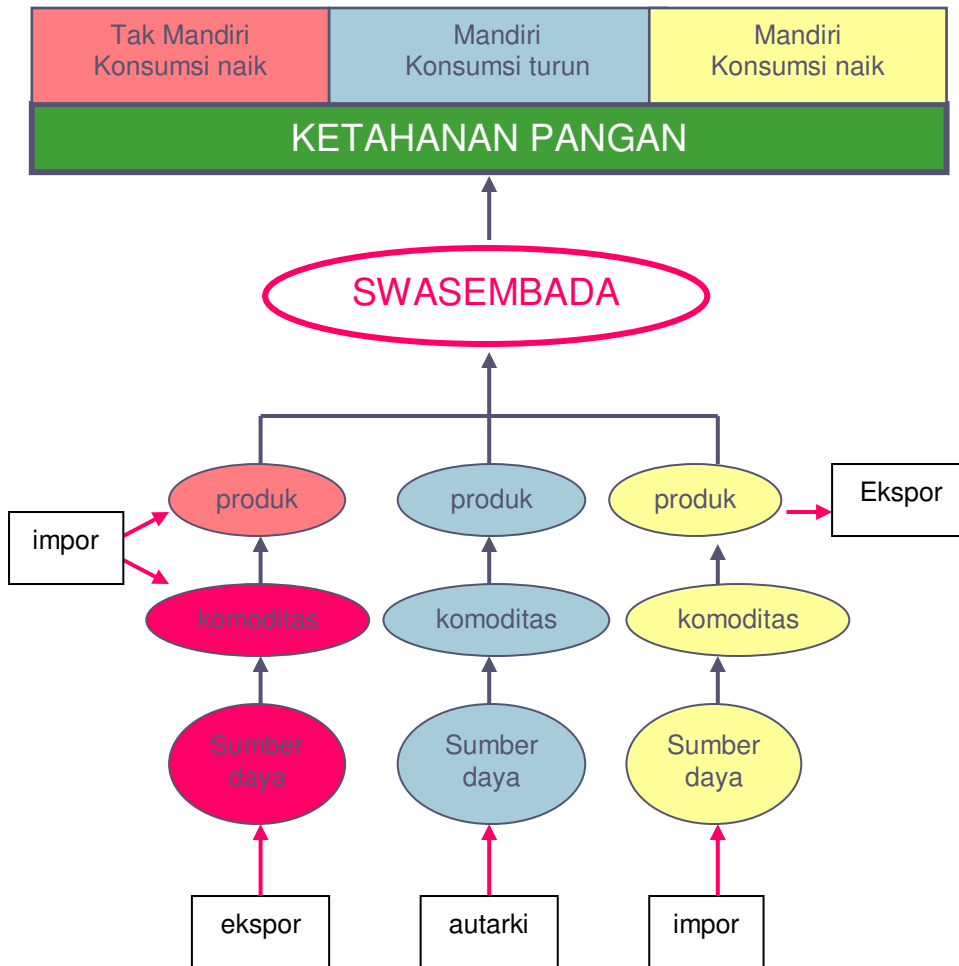 Tak Mandiri
Konsumsi naik
Mandiri
Konsumsi turun
Mandiri
Konsumsi naik
KETAHANAN PANGAN
SWASEMBADA
produk
produk
produk
Ekspor
impor
komoditas
komoditas
komoditas
Sumber
daya
Sumber
daya
Sumber
daya
ekspor
autarki
impor